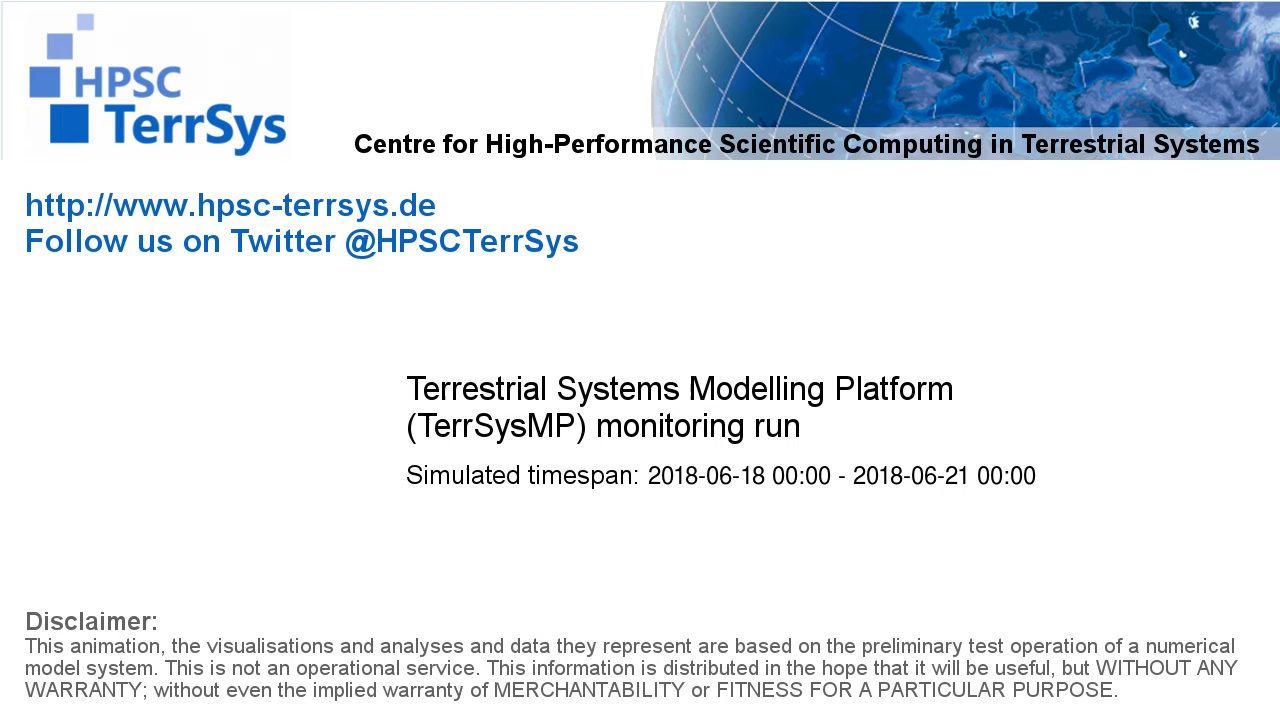 HPSC
TerrSys
Centre for High-Performance Scientific Computing in Terrestrial Systems
http://www.hpsc-terrsys.de
Follow us on Twitter @HPSCTerrSys
Terrestrial Systems Modelling Platform
(TerrSysMP) monitoring run
Simulated timespan: 2018-06-18 00:00 - 2018-06-21 00:00
Disclaimer:
This animation, the visualisations and analyses and data they represent are based on the preliminary test operation of a numerical
model system. This is not an operational service. This information is distributed in the hope that it will be useful, but WITHOUT ANY
WARRANTY; without even the implied warranty of MERCHANTABILITY or FITNESS FOR A PARTICULAR PURPOSE.